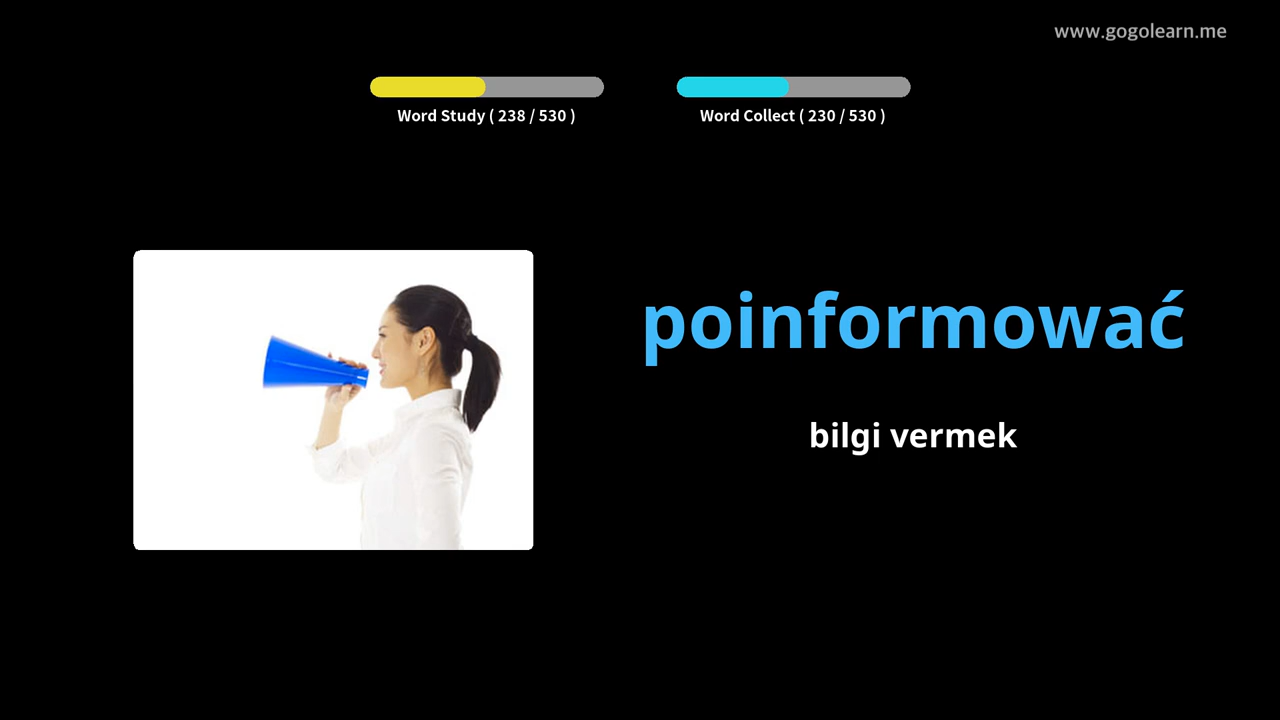 www.gogolearn.me
Word Study ( 238 / 530 )
Word Collect ( 230 / 530 )
poinformować
bilgi vermek